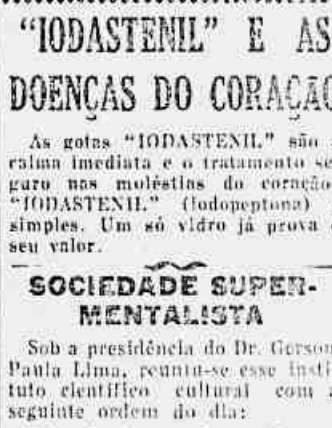 "IODASTENIL" E AS
DOENÇAS DO CORAÇÃO
As gotas "IODASTENIL" são
calma imediata e o tratamento se-
guro nas moléstias do coração
"IODASTENIL" (Iodopeptona)
simples. Um só vidro já prova
seu valor.
SOCIEDADE SUPER-
MENTALISTA
Sob a presidência do Dr. Gerson
Paula Lima, reuniu-se esse insti-
tuto científico cultural com a
seguinte ordem do dia: